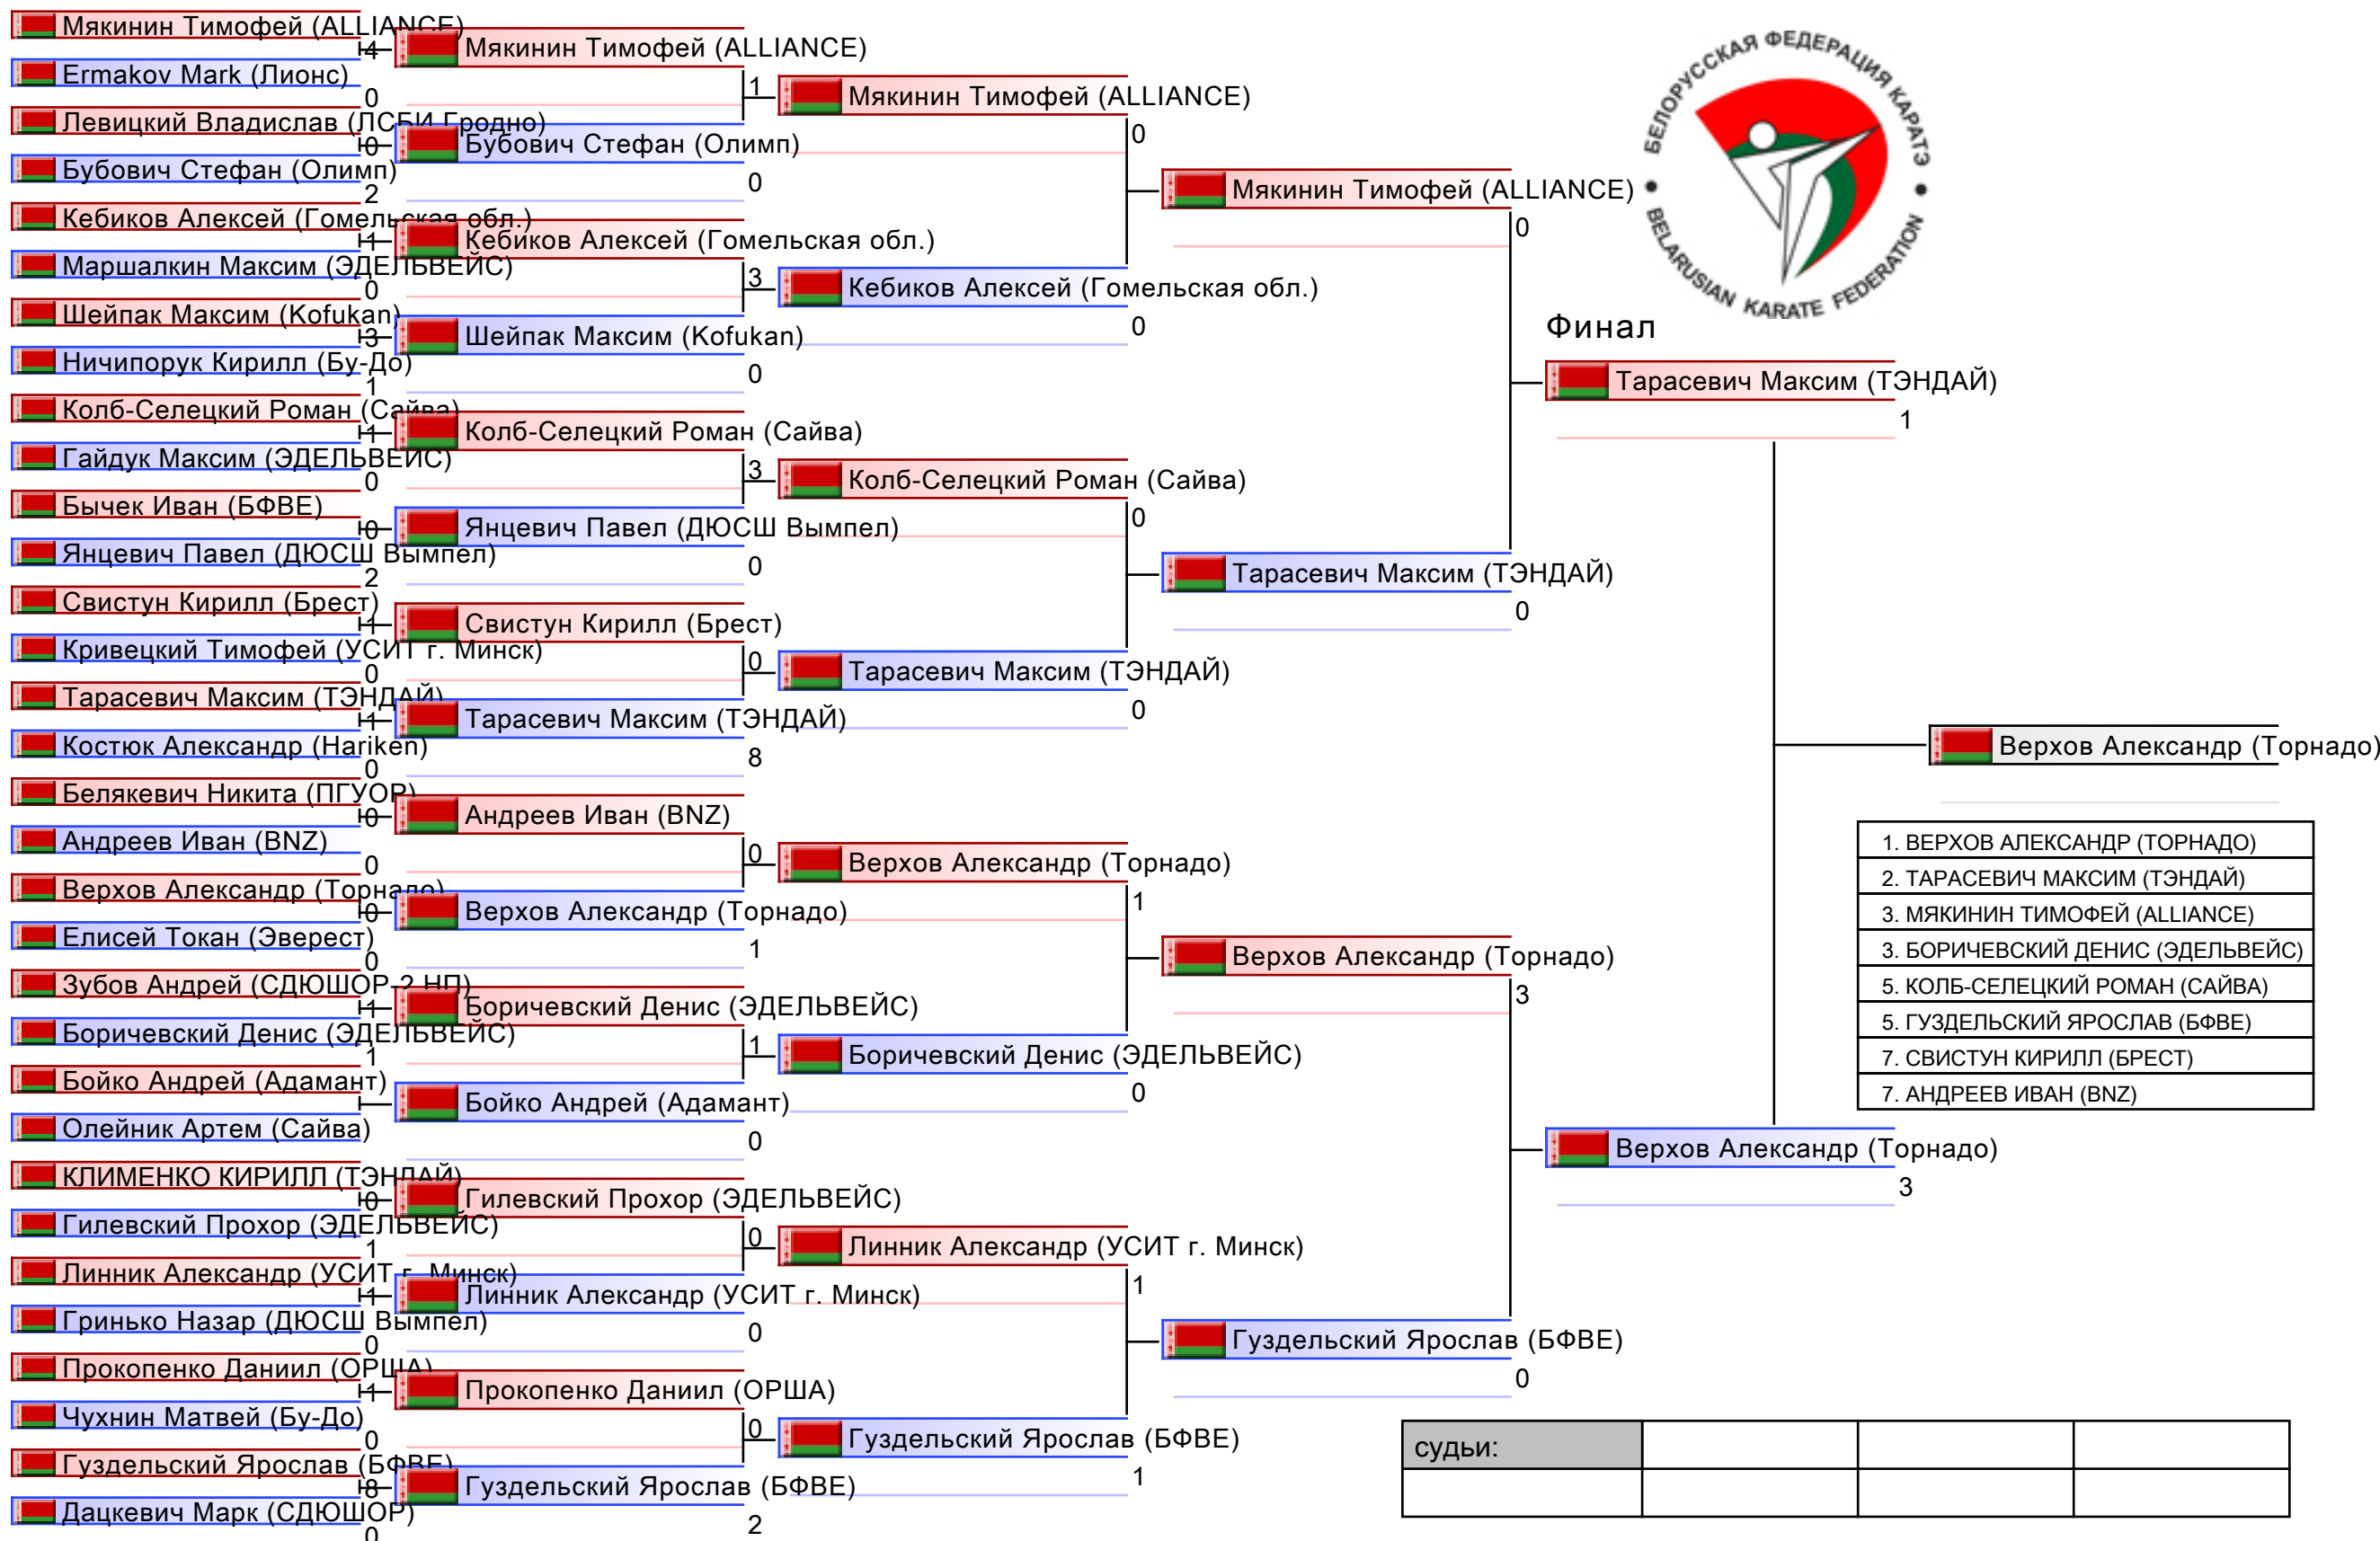 Мякинин Тимофей (ALLIANCE)
4
Ermakov Mark (Лионс)
0
Левицкий Владислав (ЛСБИ Гродно)
0
Бубович Стефан (Олимп)
2
Кебиков Алексей (Гомельская обл.)
1
Маршалкин Максим (ЭДЕЛЬВЕЙС)
0
Шейпак Максим (Kofukan)
3
Ничипорук Кирилл (Бу-До)
1
Колб-Селецкий Роман (Сайва)
1
Гайдук Максим (ЭДЕЛЬВЕЙС)
0
Бычек Иван (БФВЕ)
0
Янцевич Павел (ДЮСШ Вымпел)
2
Свистун Кирилл (Брест)
1
Кривецкий Тимофей (УСИТ г. Минск)
0
Тарасевич Максим (ТЭНДАЙ)
1
Костюк Александр (Hariken)
0
Белякевич Никита (ПГУОР)
0
Андреев Иван (BNZ)
0
Верхов Александр (Торнадо)
0
Елисей Токан (Эверест)
0
Зубов Андрей (СДЮШОР-2 НП)
1
Боричевский Денис (ЭДЕЛЬВЕЙС)
1
Бойко Андрей (Адамант)
Олейник Артем (Сайва)
КЛИМЕНКО КИРИЛЛ (ТЭНДАЙ)
0
Гилевский Прохор (ЭДЕЛЬВЕЙС)
1
Линник Александр (УСИТ г. Минск)
1
Гринько Назар (ДЮСШ Вымпел)
0
Прокопенко Даниил (ОРША)
1
Чухнин Матвей (Бу-До)
0
Гуздельский Ярослав (БФВЕ)
8
Дацкевич Марк (СДЮШОР)
0
Мякинин Тимофей (ALLIANCE)
1
Бубович Стефан (Олимп)
0
Кебиков Алексей (Гомельская обл.)
3
Шейпак Максим (Kofukan)
0
Колб-Селецкий Роман (Сайва)
3
Янцевич Павел (ДЮСШ Вымпел)
0
Свистун Кирилл (Брест)
0
Тарасевич Максим (ТЭНДАЙ)
8
Андреев Иван (BNZ)
0
Верхов Александр (Торнадо)
1
Боричевский Денис (ЭДЕЛЬВЕЙС)
1
Бойко Андрей (Адамант)
0
Гилевский Прохор (ЭДЕЛЬВЕЙС)
0
Линник Александр (УСИТ г. Минск)
0
Прокопенко Даниил (ОРША)
0
Гуздельский Ярослав (БФВЕ)
2
Мякинин Тимофей (ALLIANCE)
0
Кебиков Алексей (Гомельская обл.)
0
Колб-Селецкий Роман (Сайва)
0
Тарасевич Максим (ТЭНДАЙ)
0
Верхов Александр (Торнадо)
1
Боричевский Денис (ЭДЕЛЬВЕЙС)
0
Линник Александр (УСИТ г. Минск)
1
Гуздельский Ярослав (БФВЕ)
1
Мякинин Тимофей (ALLIANCE)
0
Тарасевич Максим (ТЭНДАЙ)
0
Верхов Александр (Торнадо)
3
Гуздельский Ярослав (БФВЕ)
0
БЕЛОРУССКАЯ ФЕДЕРАЦИЯ КАРАТЭ
BELARUSIAN KARATE FEDERATION
Финал
Тарасевич Максим (ТЭНДАЙ)
1
Верхов Александр (Торнадо)
3
Верхов Александр (Торнадо)
1. ВЕРХОВ АЛЕКСАНДР (ТОРНАДО)
2. ТАРАСЕВИЧ МАКСИМ (ТЭНДАЙ)
3. МЯКИНИН ТИМОФЕЙ (ALLIANCE)
3. БОРИЧЕВСКИЙ ДЕНИС (ЭДЕЛЬВЕЙС)
5. КОЛБ-СЕЛЕЦКИЙ РОМАН (САЙВА)
5. ГУЗДЕЛЬСКИЙ ЯРОСЛАВ (БФВЕ)
7. СВИСТУН КИРИЛЛ (БРЕСТ)
7. АНДРЕЕВ ИВАН (BNZ)
судьи: